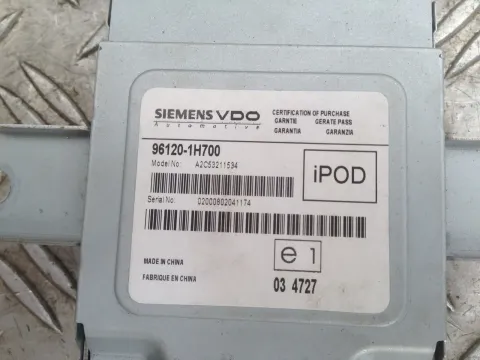 SIEMENS VDO
Automotive
CERTIFICATION OF PURCHASE
GARNTIE GERATE PASS
GARANTIA GARANZIA
96120-1H700
Model No: A2C53211534
iPOD
Serial No: 02000802041174
MADE IN CHINA
FABRIQUE EN CHINA
e1
03 4727